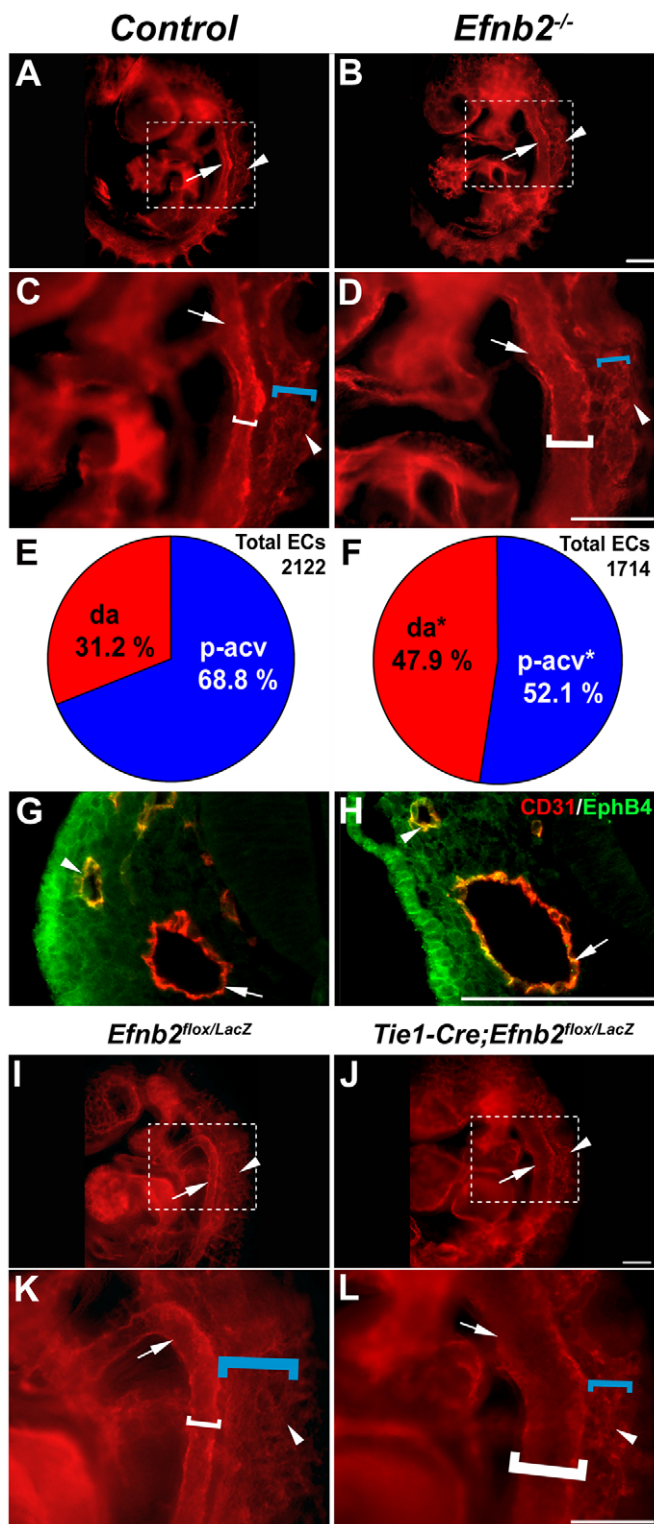 Control Efnb2-/-
A B
C D
E Total ECs 2122 F Total ECs 1714
da 31.2 % p-acv 68.8 % da* 47.9 % p-acv* 52.1 %
G H CD31/EphB4
Efnb2flox/LacZ Tie1-Cre;Efnb2flox/LacZ
I J
K L